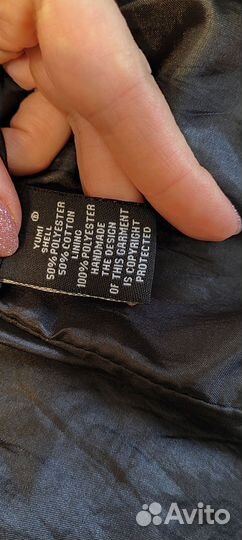 ®
YUMI
SHELL
50% POLYESTER
50% COTTON
LINING
100% POLYESTER
HANDMADE
THE DESIGN
OF THIS GARMENT
IS COPYRIGHT
PROTECTED
Avito